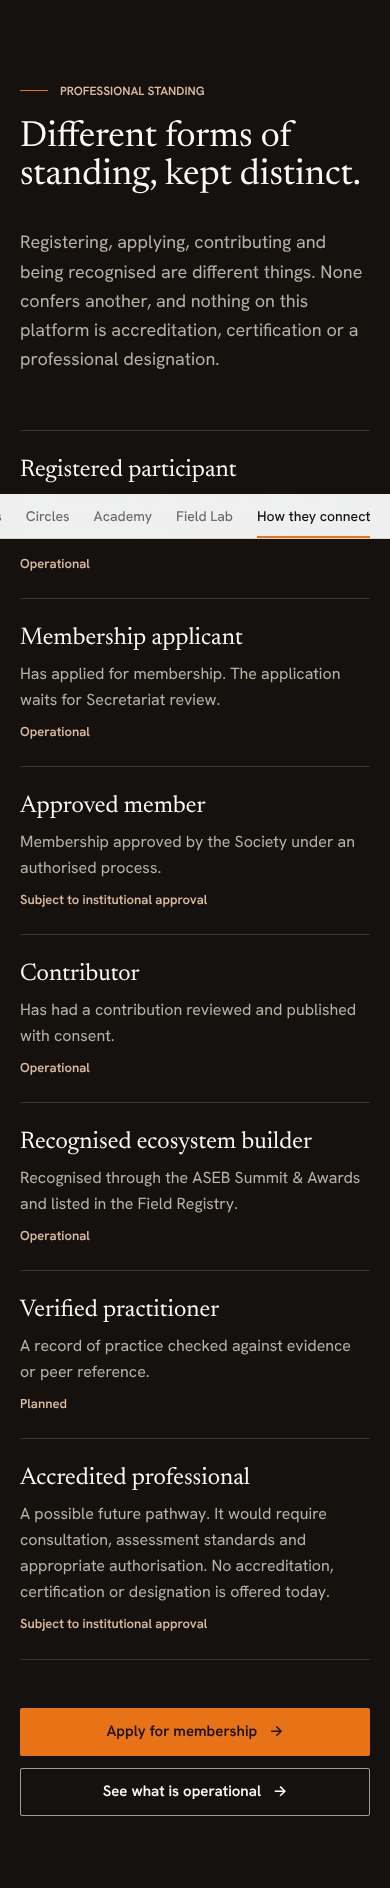 PROFESSIONAL STANDING
Different forms of
standing, kept distinct.
Registering, applying, contributing and
being recognised are different things. None
confers another, and nothing on this
platform is accreditation, certification or a
professional designation.
Registered participant
s Circles Academy Field Lab How they connect
Operational
Membership applicant
Has applied for membership. The application
waits for Secretariat review.
Operational
Approved member
Membership approved by the Society under an
authorised process.
Subject to institutional approval
Contributor
Has had a contribution reviewed and published
with consent.
Operational
Recognised ecosystem builder
Recognised through the ASEB Summit & Awards
and listed in the Field Registry.
Operational
Verified practitioner
A record of practice checked against evidence
or peer reference.
Planned
Accredited professional
A possible future pathway. It would require
consultation, assessment standards and
appropriate authorisation. No accreditation,
certification or designation is offered today.
Subject to institutional approval
Apply for membership →
See what is operational →